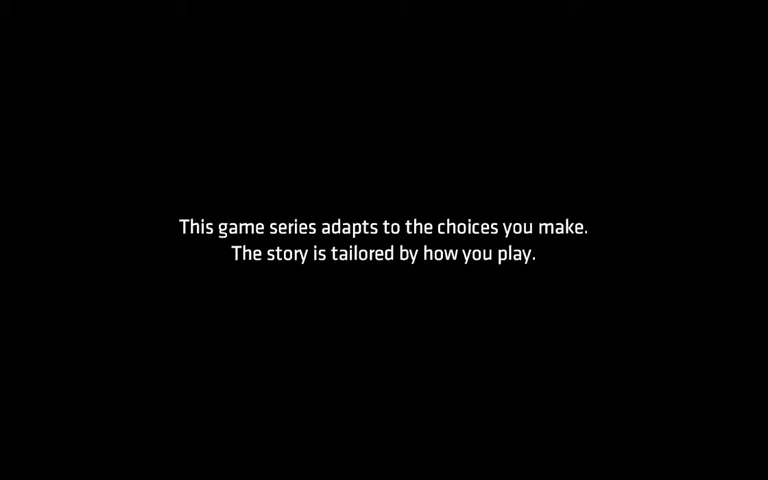 This game series adapts to the choices you make.
The story is tailored by how you play.